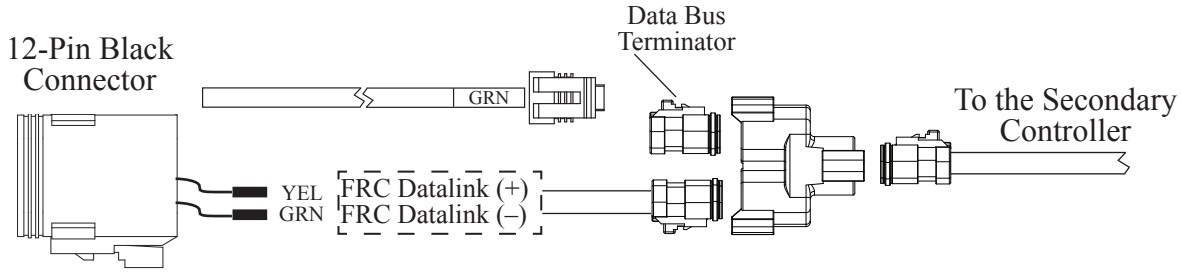 Data Bus
Terminator
12-Pin Black
Connector
GRN
To the Secondary
Controller
YEL FRC Datalink (+)
GRN FRC Datalink (–)